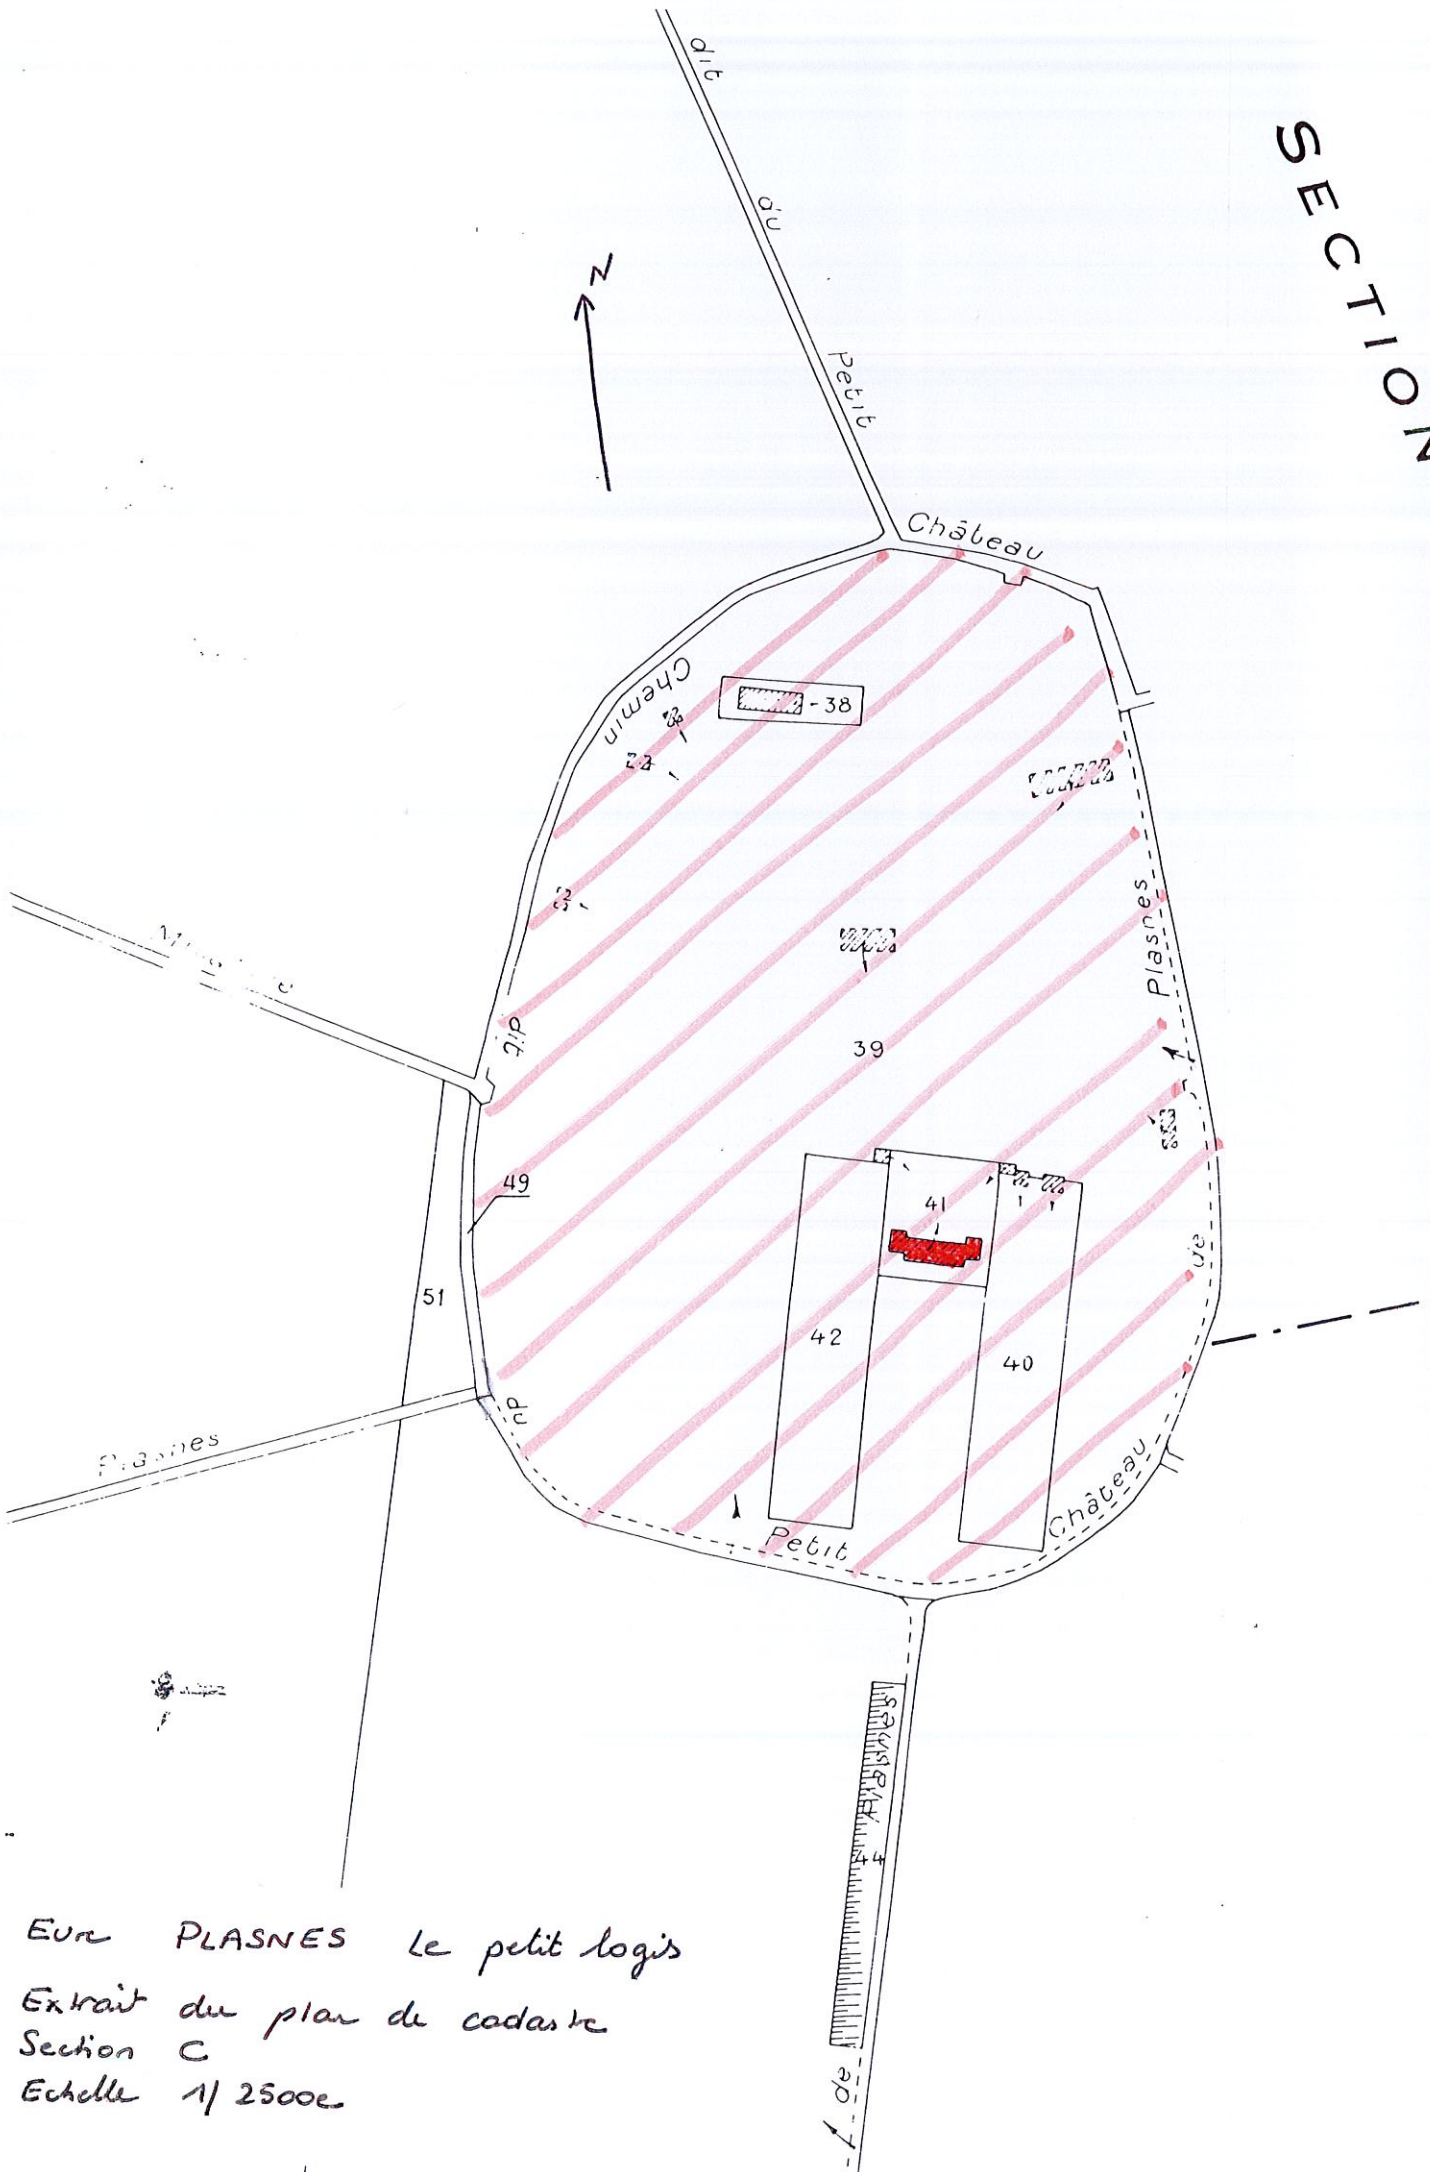 SECTION
dit
du
Petit
N
Château
Chemin
38
Plasnes
39
dit
49
41
de
51
42
40
du
Plasnes
Château
Petit
Plasnes
44
de
Eure PLASNES Le petit logis
Extrait du plan de cadastre
Section C
Echelle 1/2500e